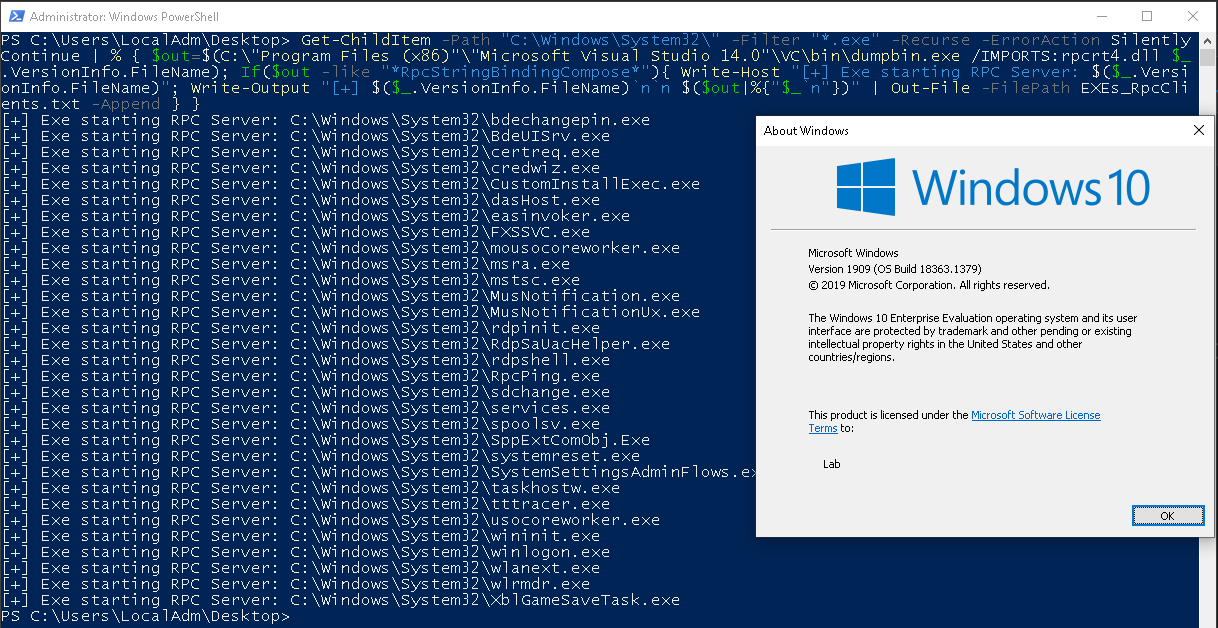 Administrator: Windows PowerShell
PS C:\Users\LocalAdm\Desktop> Get-ChildItem -Path "C:\Windows\System32\" -Filter "*.exe" -Recurse -ErrorAction Silently
Continue | % { $out=$(C:\"Program Files (x86)"\"Microsoft Visual Studio 14.0"\VC\bin\dumpbin.exe /IMPORTS:rpcrt4.dll $_
.VersionInfo.FileName); If($out -like "*RpcStringBindingCompose*"){ Write-Host "[+] Exe starting RPC Server: $($_.Versi
onInfo.FileName)"; Write-Output "[+] $($_.VersionInfo.FileName)`n`n $($out|%{"$_`n"})" | Out-File -FilePath EXEs_RpcCli
ents.txt -Append } }
[+] Exe starting RPC Server: C:\Windows\System32\bdechangepin.exe
[+] Exe starting RPC Server: C:\Windows\System32\BdeUISrv.exe
[+] Exe starting RPC Server: C:\Windows\System32\certreq.exe
[+] Exe starting RPC Server: C:\Windows\System32\credwiz.exe
[+] Exe starting RPC Server: C:\Windows\System32\CustomInstallExec.exe
[+] Exe starting RPC Server: C:\Windows\System32\dasHost.exe
[+] Exe starting RPC Server: C:\Windows\System32\easinvoker.exe
[+] Exe starting RPC Server: C:\Windows\System32\FXSSVC.exe
[+] Exe starting RPC Server: C:\Windows\System32\mousocoreworker.exe
[+] Exe starting RPC Server: C:\Windows\System32\msra.exe
[+] Exe starting RPC Server: C:\Windows\System32\mstsc.exe
[+] Exe starting RPC Server: C:\Windows\System32\MusNotification.exe
[+] Exe starting RPC Server: C:\Windows\System32\MusNotificationUx.exe
[+] Exe starting RPC Server: C:\Windows\System32\rdpinit.exe
[+] Exe starting RPC Server: C:\Windows\System32\RdpSaUacHelper.exe
[+] Exe starting RPC Server: C:\Windows\System32\rdpshell.exe
[+] Exe starting RPC Server: C:\Windows\System32\RpcPing.exe
[+] Exe starting RPC Server: C:\Windows\System32\sdchange.exe
[+] Exe starting RPC Server: C:\Windows\System32\services.exe
[+] Exe starting RPC Server: C:\Windows\System32\spoolsv.exe
[+] Exe starting RPC Server: C:\Windows\System32\SppExtComObj.Exe
[+] Exe starting RPC Server: C:\Windows\System32\systemreset.exe
[+] Exe starting RPC Server: C:\Windows\System32\SystemSettingsAdminFlows.ex
[+] Exe starting RPC Server: C:\Windows\System32\taskhostw.exe
[+] Exe starting RPC Server: C:\Windows\System32\tttracer.exe
[+] Exe starting RPC Server: C:\Windows\System32\usocoreworker.exe
[+] Exe starting RPC Server: C:\Windows\System32\wininit.exe
[+] Exe starting RPC Server: C:\Windows\System32\winlogon.exe
[+] Exe starting RPC Server: C:\Windows\System32\wlanext.exe
[+] Exe starting RPC Server: C:\Windows\System32\wlrmdr.exe
[+] Exe starting RPC Server: C:\Windows\System32\XblGameSaveTask.exe
PS C:\Users\LocalAdm\Desktop>
About Windows
Windows 10
Microsoft Windows
Version 1909 (OS Build 18363.1379)
© 2019 Microsoft Corporation. All rights reserved.
The Windows 10 Enterprise Evaluation operating system and its user
interface are protected by trademark and other pending or existing
intellectual property rights in the United States and other
countries/regions.
This product is licensed under the Microsoft Software License
Terms to:
Lab
OK